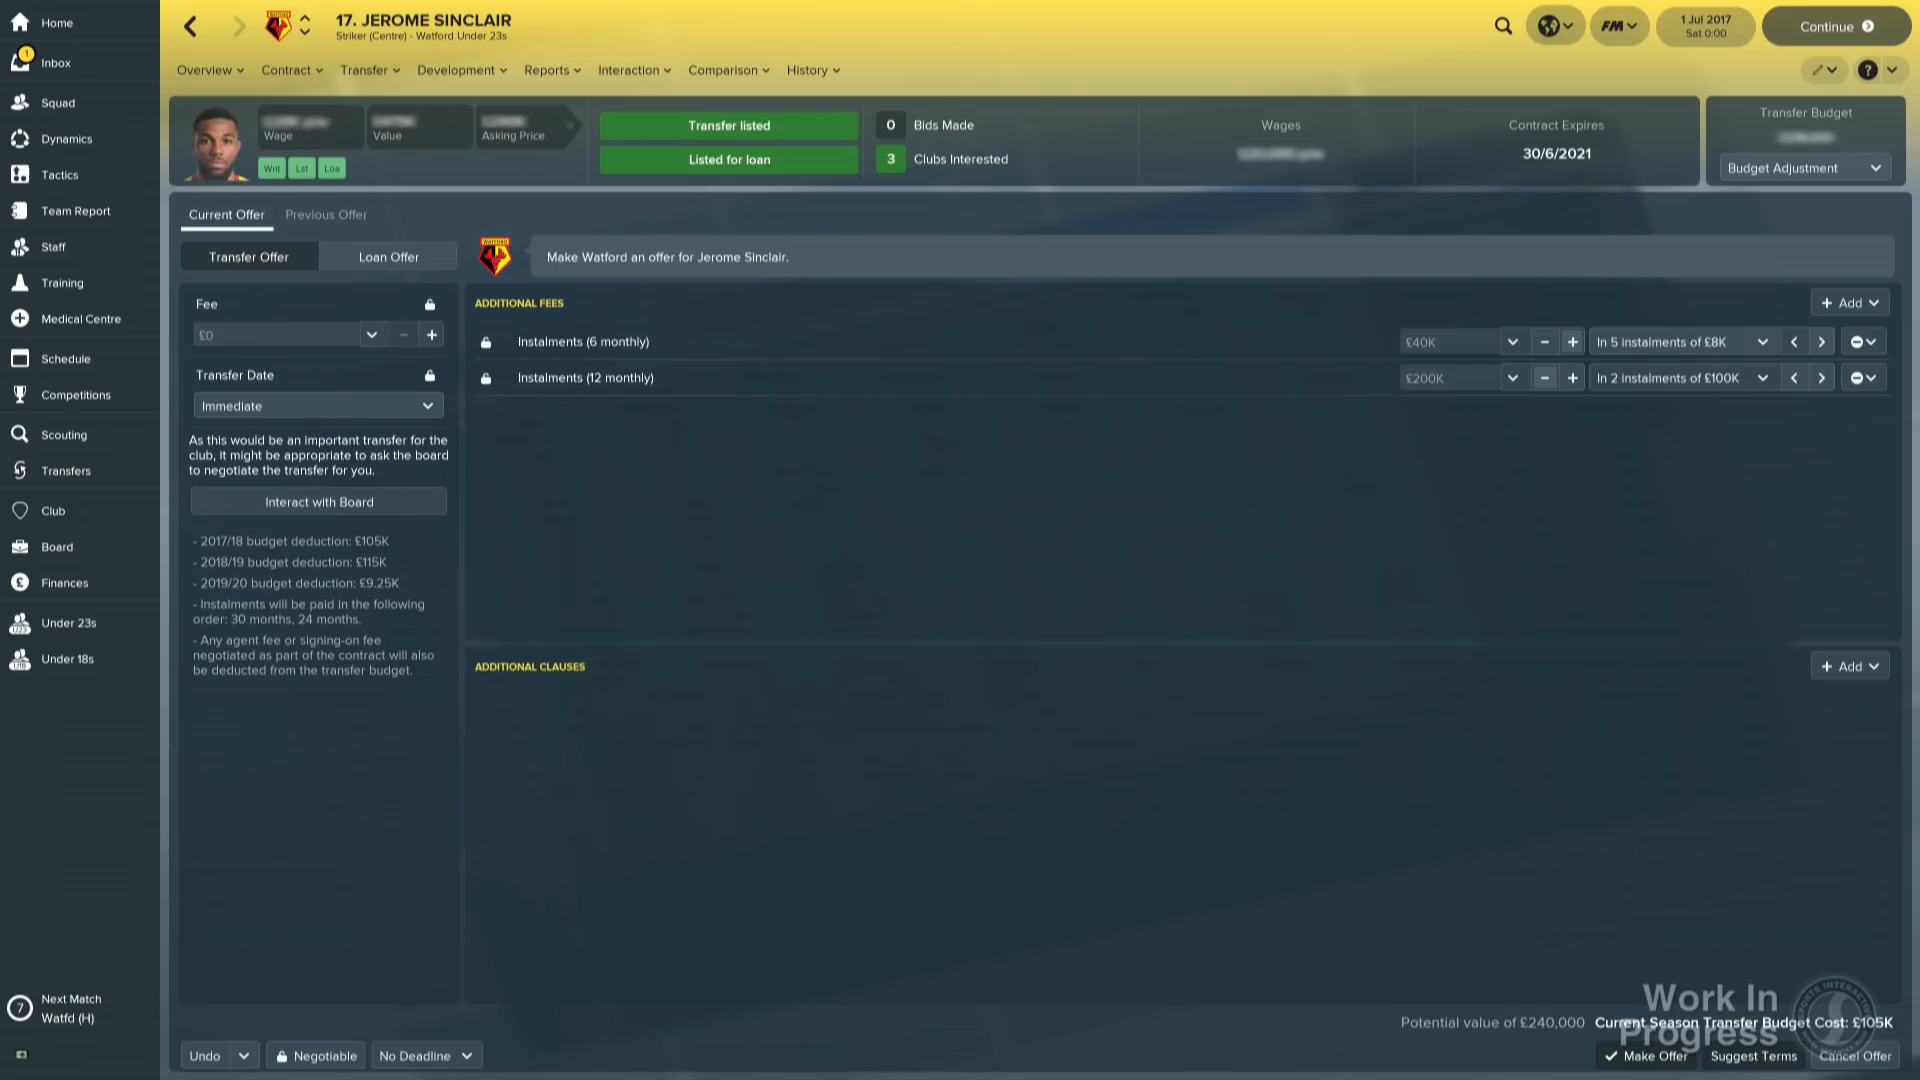 Home
1
Inbox
Squad
Dynamics
Tactics
Team Report
Staff
Training
Medical Centre
Schedule
Competitions
Scouting
Transfers
Club
Board
Finances
U23
Under 23s
U18
Under 18s
7
Next Match
Watfd (H)
WATFORD
17. JEROME SINCLAIR
Striker (Centre) - Watford Under 23s
FM
1 Jul 2017
Sat 0:00
Continue
Overview
Contract
Transfer
Development
Reports
Interaction
Comparison
History
?
Wage
Value
Asking Price
Wnt
Lst
Loa
Transfer listed
Listed for loan
0 Bids Made
3 Clubs Interested
Wages
Contract Expires
30/6/2021
Transfer Budget
Budget Adjustment
Current Offer
Previous Offer
Transfer Offer
Loan Offer
WATFORD
Make Watford an offer for Jerome Sinclair.
Fee
£0
Transfer Date
Immediate
As this would be an important transfer for the
club, it might be appropriate to ask the board
to negotiate the transfer for you.
Interact with Board
- 2017/18 budget deduction: £105K
- 2018/19 budget deduction: £115K
- 2019/20 budget deduction: £9.25K
- Instalments will be paid in the following
order: 30 months, 24 months.
- Any agent fee or signing-on fee
negotiated as part of the contract will also
be deducted from the transfer budget.
ADDITIONAL FEES
+ Add
Instalments (6 monthly)
£40K
- +
In 5 instalments of £8K
Instalments (12 monthly)
£200K
- +
In 2 instalments of £100K
ADDITIONAL CLAUSES
+ Add
Work In
Progress
SPORTS INTERACTIVE
Potential value of £240,000
Current Season Transfer Budget Cost: £105K
Undo
Negotiable
No Deadline
Make Offer
Suggest Terms
Cancel Offer